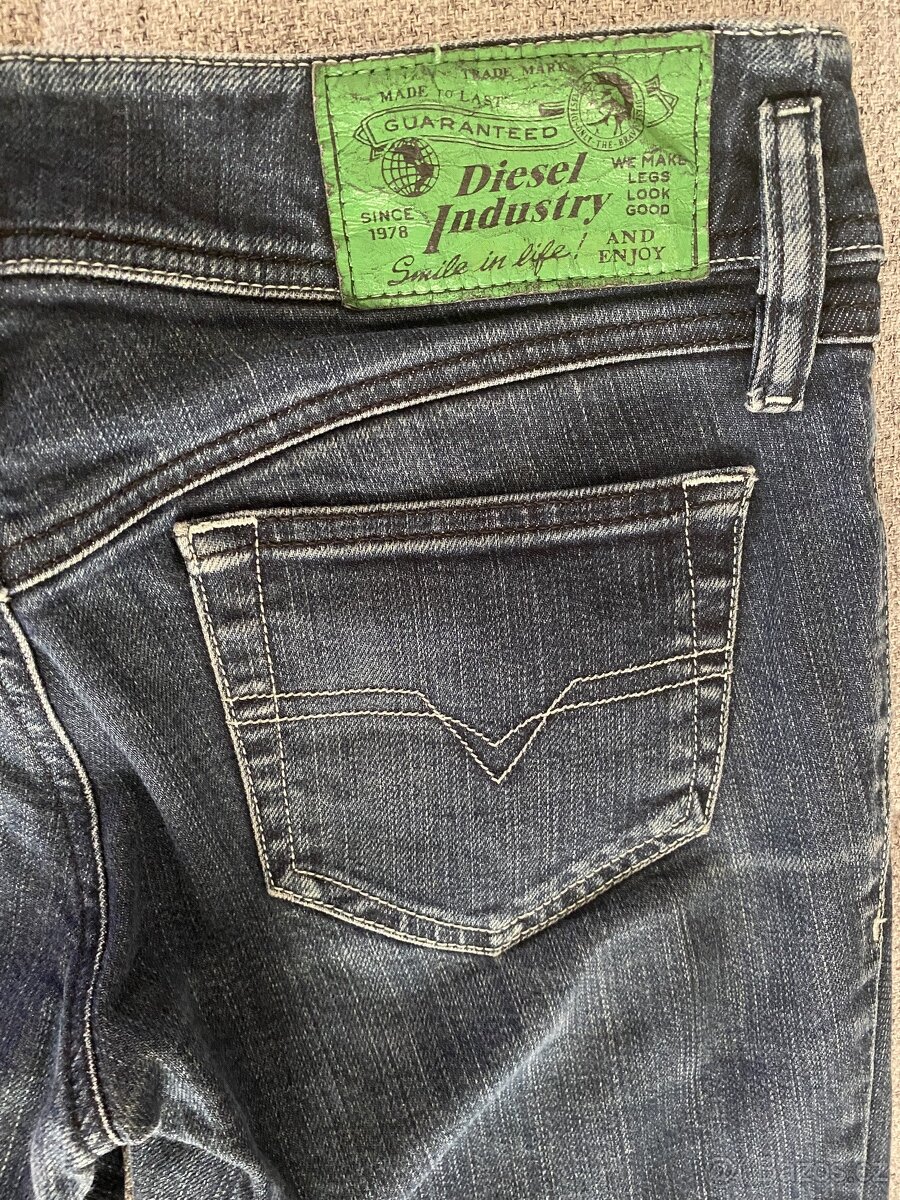 TRADE MARK
MADE TO LAST
GUARANTEED
Diesel
Industry
SINCE
1978
Smile in life!
WE MAKE
LEGS
LOOK
GOOD
AND
ENJOY